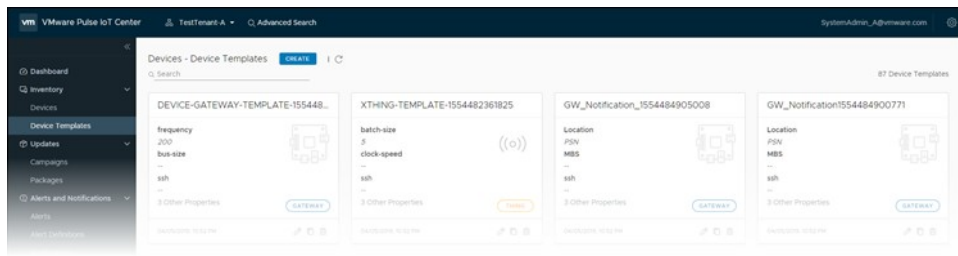 vm VMware Pulse IoT Center TestTenant-A Advanced Search SystemAdmin_A@vmware.com
Dashboard
Inventory
Devices
Device Templates
Updates
Campaigns
Packages
Alerts and Notifications
Alerts
Alert Definitions
Devices - Device Templates CREATE
Search
87 Device Templates
DEVICE-GATEWAY-TEMPLATE-155448...
frequency
200
bus-size
--
ssh
--
3 Other Properties
GATEWAY
XTHING-TEMPLATE-1554482361825
batch-size
5
clock-speed
--
ssh
--
3 Other Properties
THING
GW_Notification_1554484905008
Location
PSN
MBS
--
ssh
--
3 Other Properties
GATEWAY
GW_Notification1554484900771
Location
PSN
MBS
--
ssh
--
3 Other Properties
GATEWAY